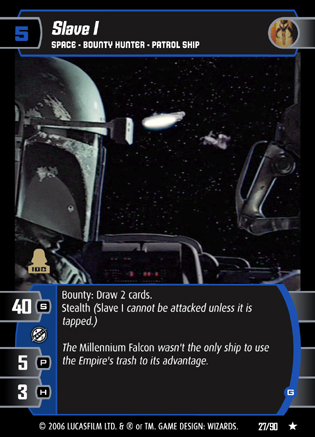 5
Slave I
SPACE - BOUNTY HUNTER - PATROL SHIP
40 S
Bounty: Draw 2 cards.
Stealth (Slave I cannot be attacked unless it is
tapped.)
5 P
The Millennium Falcon wasn't the only ship to use
the Empire's trash to its advantage.
3 H
G
© 2006 LUCASFILM LTD. & ® OR TM. GAME DESIGN: WIZARDS.
27/90